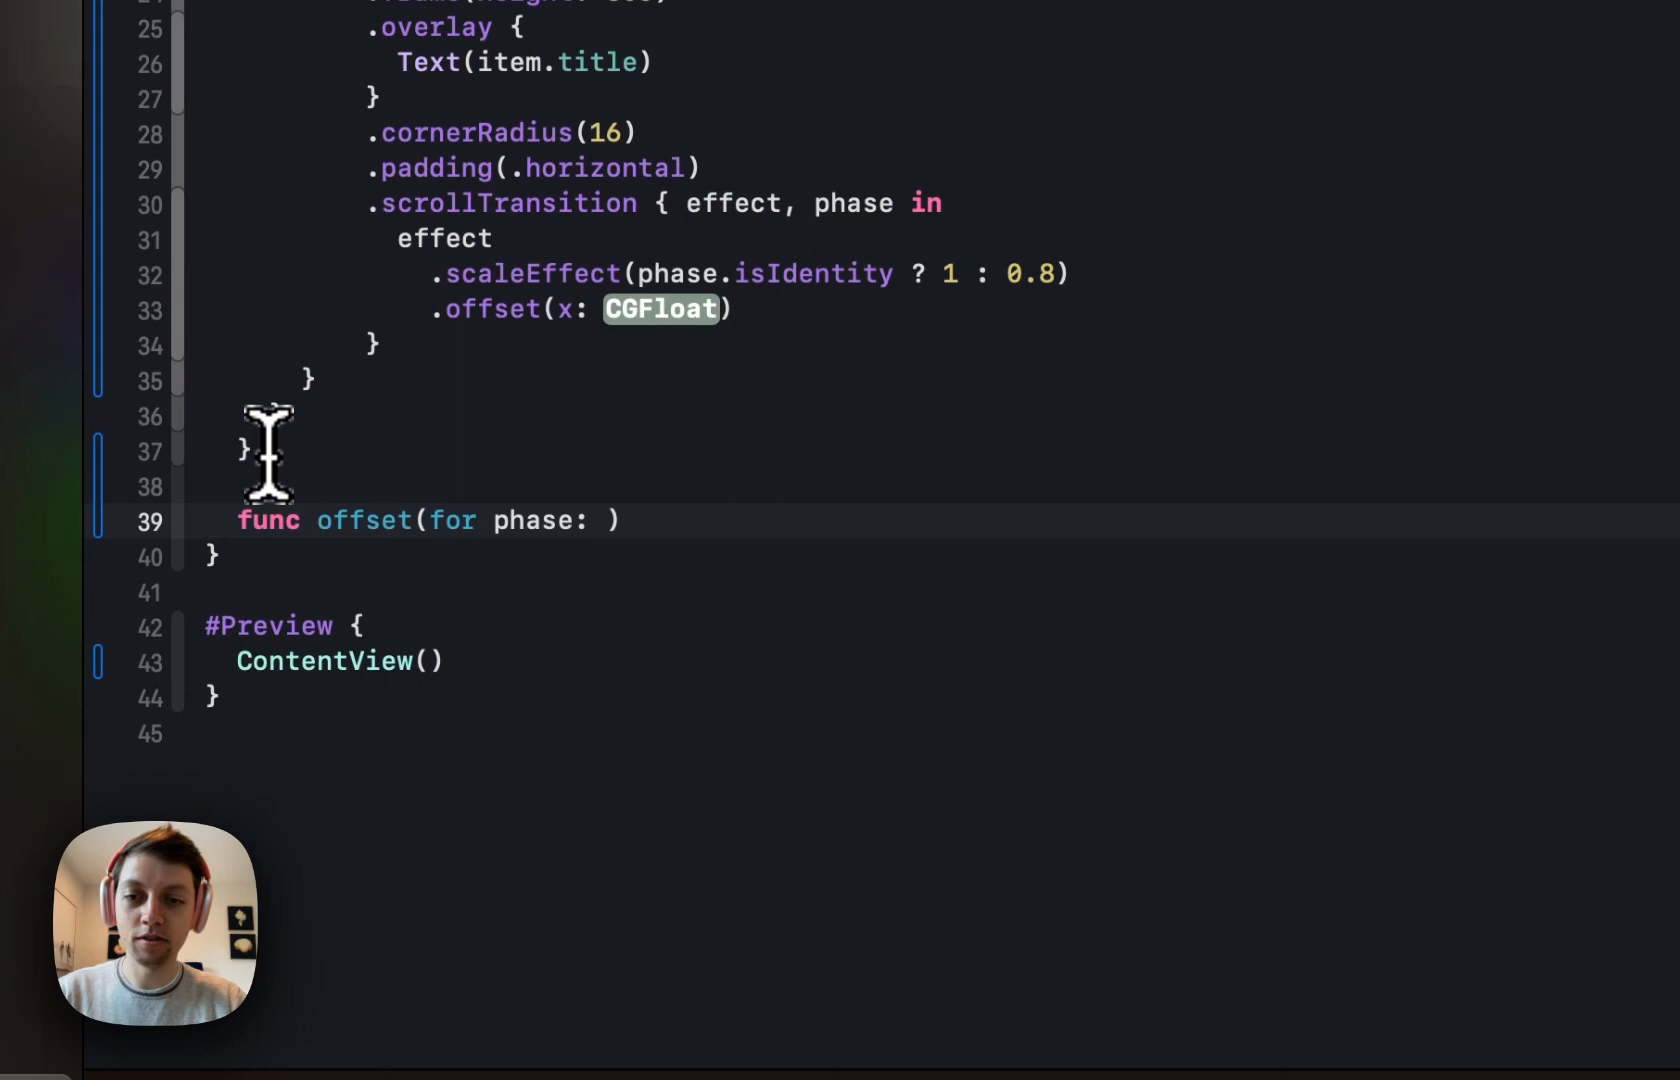 25 .overlay {
26 Text(item.title)
27 }
28 .cornerRadius(16)
29 .padding(.horizontal)
30 .scrollTransition { effect, phase in
31 effect
32 .scaleEffect(phase.isIdentity ? 1 : 0.8)
33 .offset(x: CGFloat)
34 }
35 }
36
37 }
38
39 func offset(for phase: )
40 }
41
42 #Preview {
43 ContentView()
44 }
45